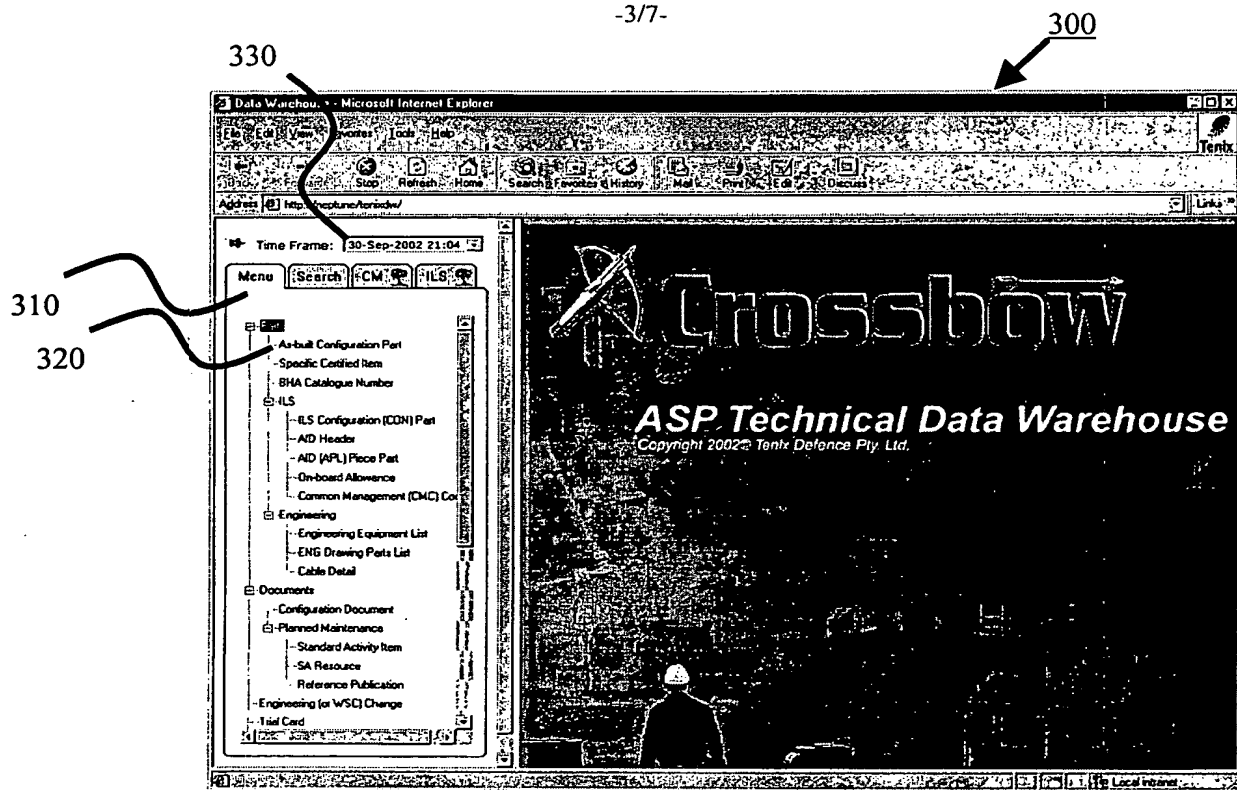 -3/7-
300
330
Data Warehouse - Microsoft Internet Explorer
File Edit View Favorites Tools Help
Tenix
Stop Refresh Home Search Favorites History Mail Print Edit Discuss
Address http://neptune/tenixdw/ Links »
Time Frame: 30-Sep-2002 21:04
Menu Search CM ILS
310
320
As-built Configuration Part
Specific Certified Item
BHA Catalogue Number
ILS
ILS Configuration (CON) Part
AID Header
AID (APL) Piece Part
On-board Allowance
Common Management (CMC) Co
Engineering
Engineering Equipment List
ENG Drawing Parts List
Cable Detail
Documents
Configuration Document
Planned Maintenance
Standard Activity Item
SA Resource
Reference Publication
Engineering (or WSC) Change
Trial Card
Crossbow
ASP Technical Data Warehouse
Copyright 2002© Tenix Defence Pty. Ltd.
Local intranet